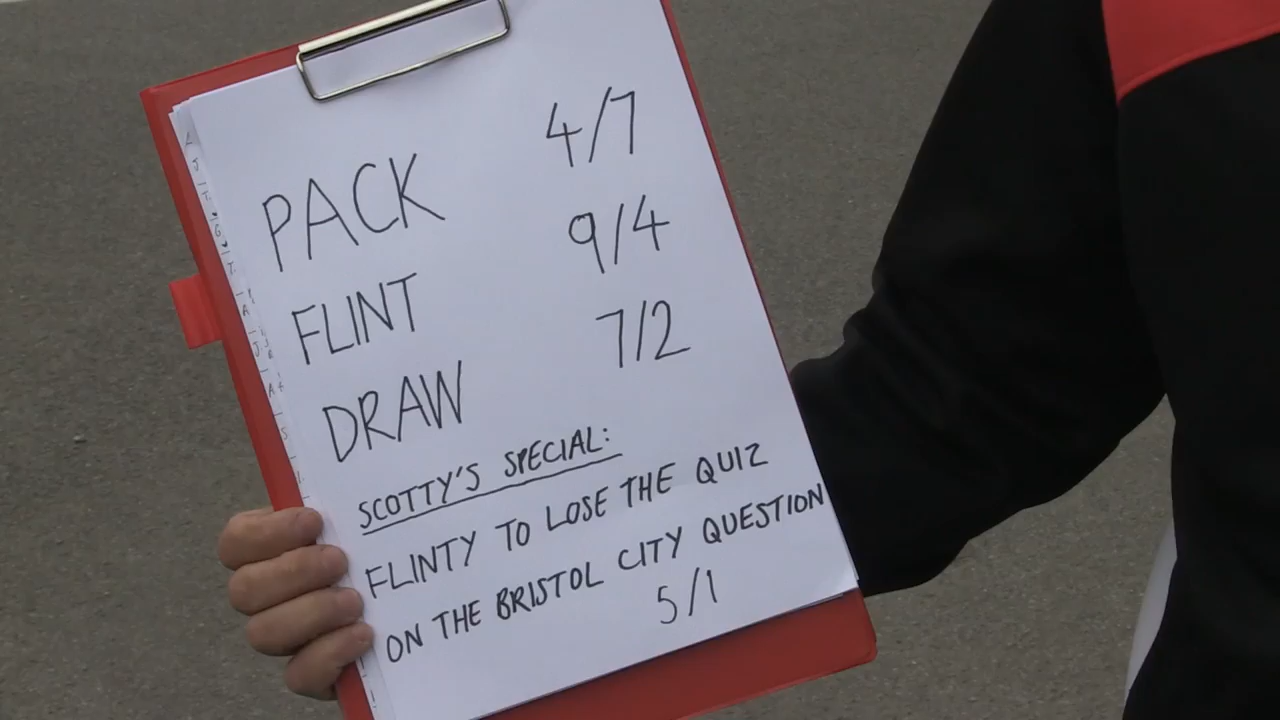 PACK 4/7
FLINT 9/4
DRAW 7/2
SCOTTY'S SPECIAL:
FLINTY TO LOSE THE QUIZ
ON THE BRISTOL CITY QUESTION
5/1